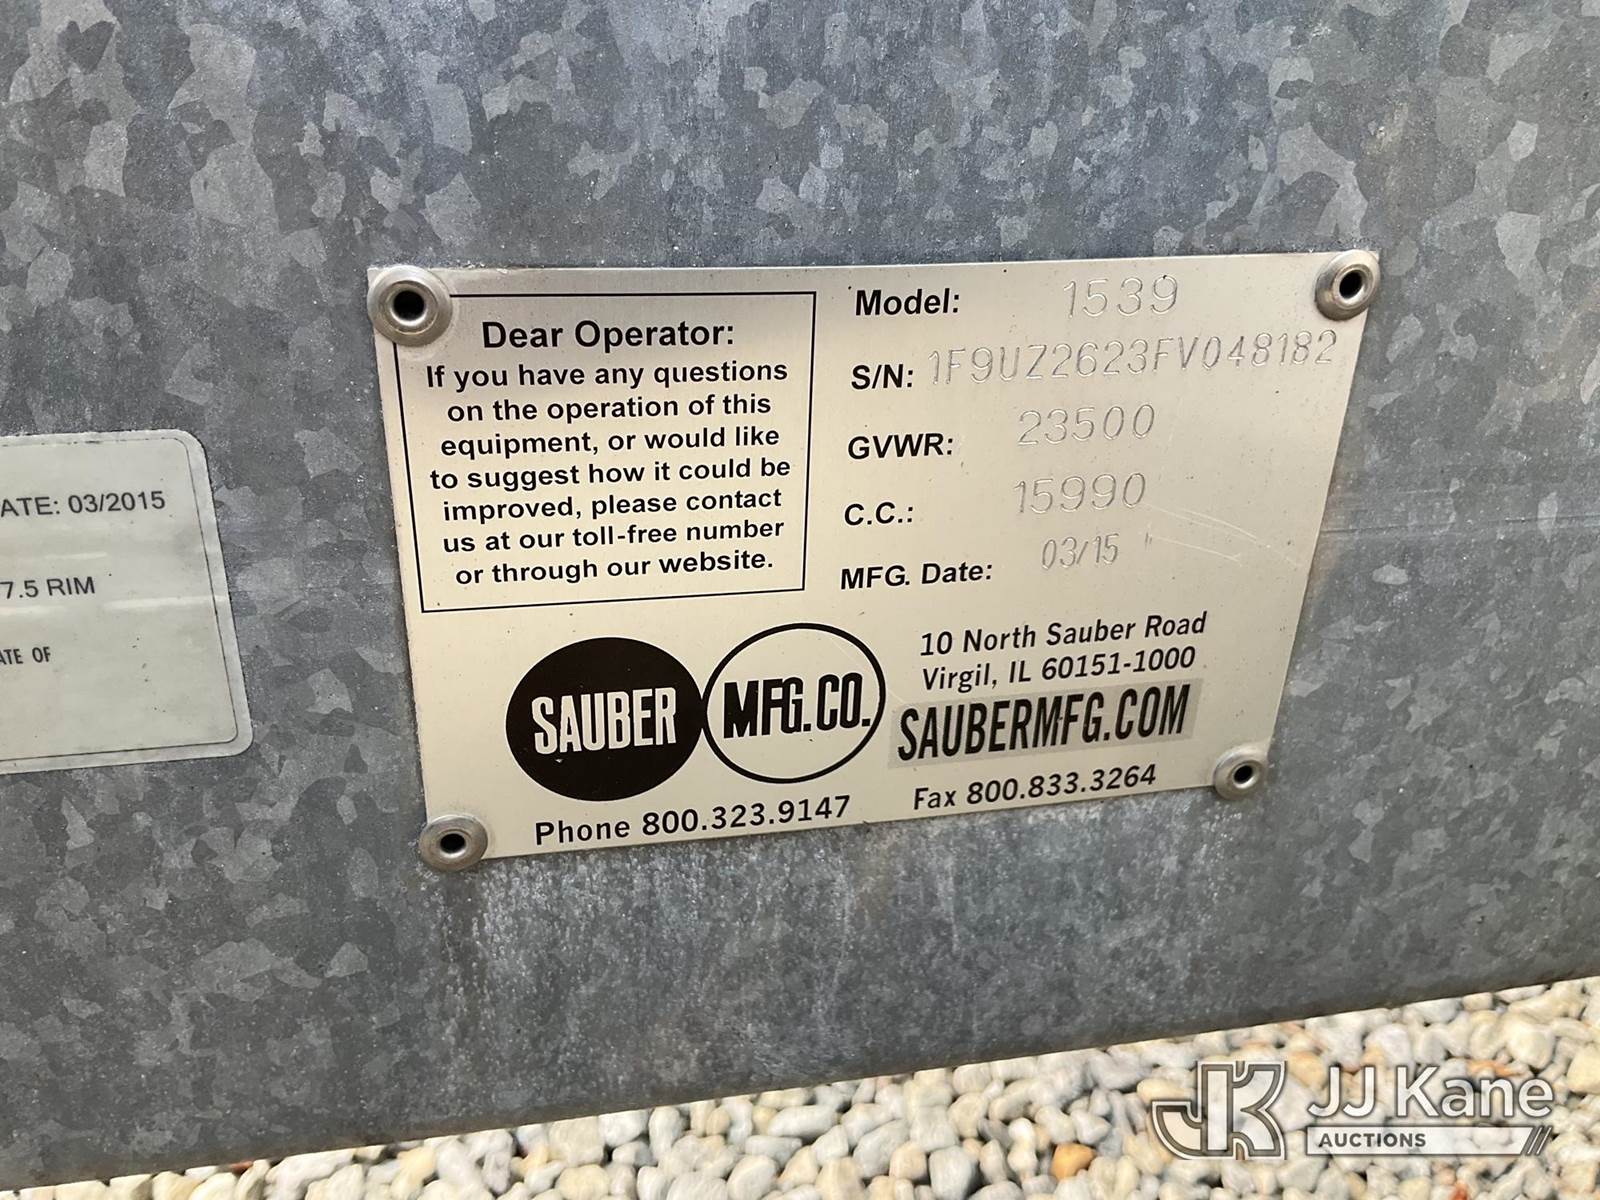 ATE: 03/2015
7.5 RIM
ATE OF
Dear Operator:
If you have any questions
on the operation of this
equipment, or would like
to suggest how it could be
improved, please contact
us at our toll-free number
or through our website.
Model: 1539
S/N: 1F9UZ2623FV048182
GVWR: 23500
C.C.: 15990
MFG. Date: 03/15
SAUBER MFG.CO.
10 North Sauber Road
Virgil, IL 60151-1000
SAUBERMFG.COM
Phone 800.323.9147
Fax 800.833.3264
JK JJ Kane
AUCTIONS